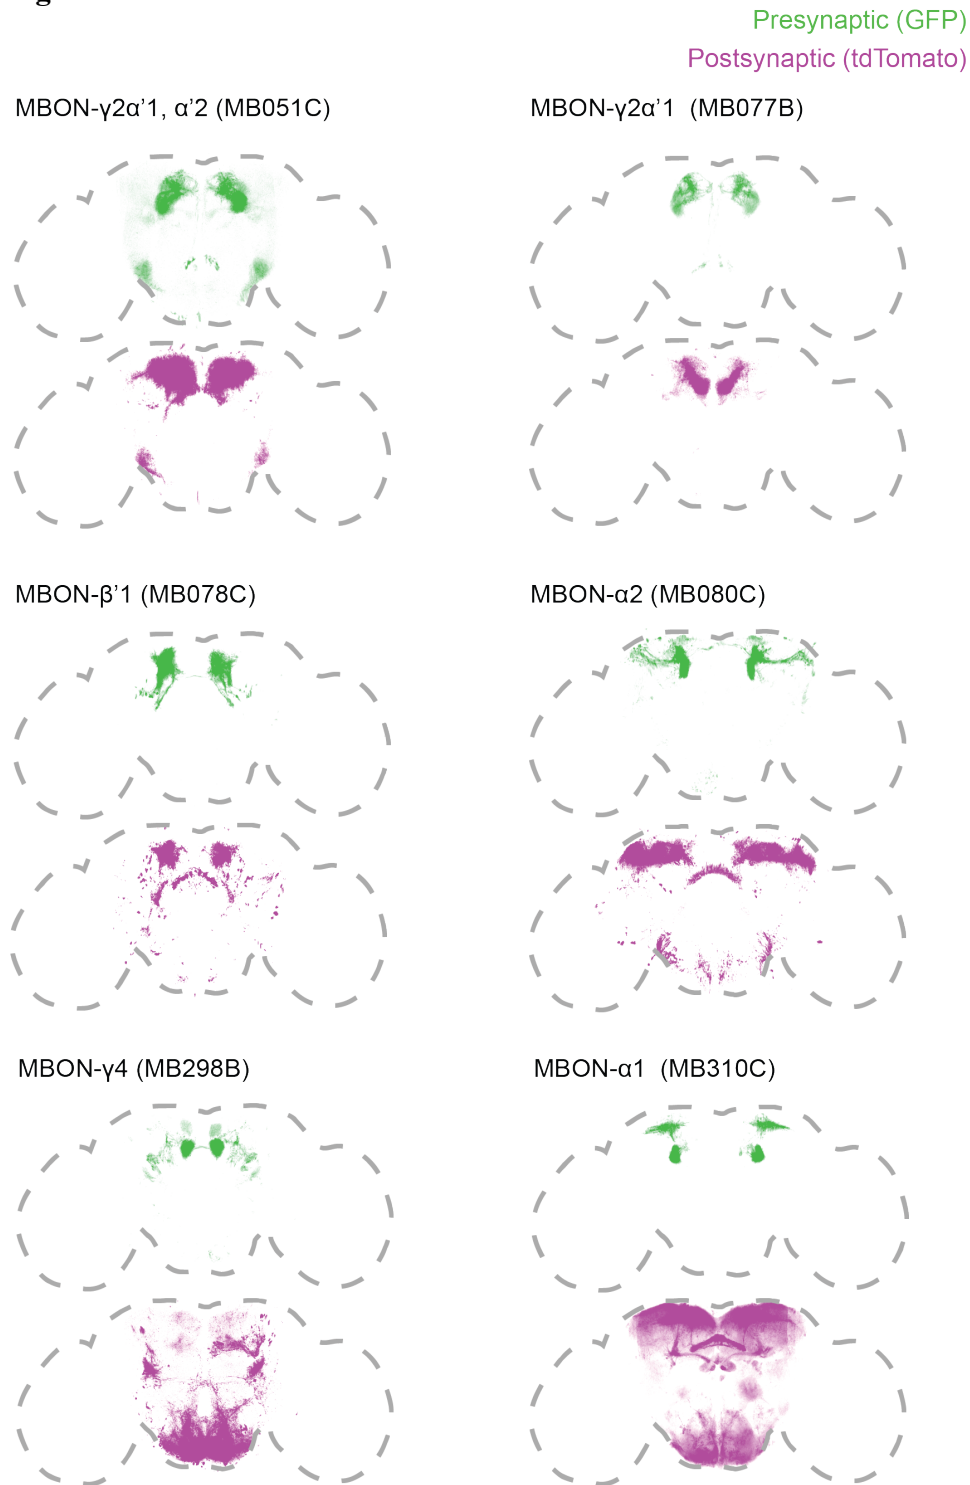 Presynaptic (GFP)
Postsynaptic (tdTomato)
MBON-γ2α’1, α’2 (MB051C)
MBON-γ2α’1 (MB077B)
MBON-β’1 (MB078C)
MBON-α2 (MB080C)
MBON-γ4 (MB298B)
MBON-α1 (MB310C)